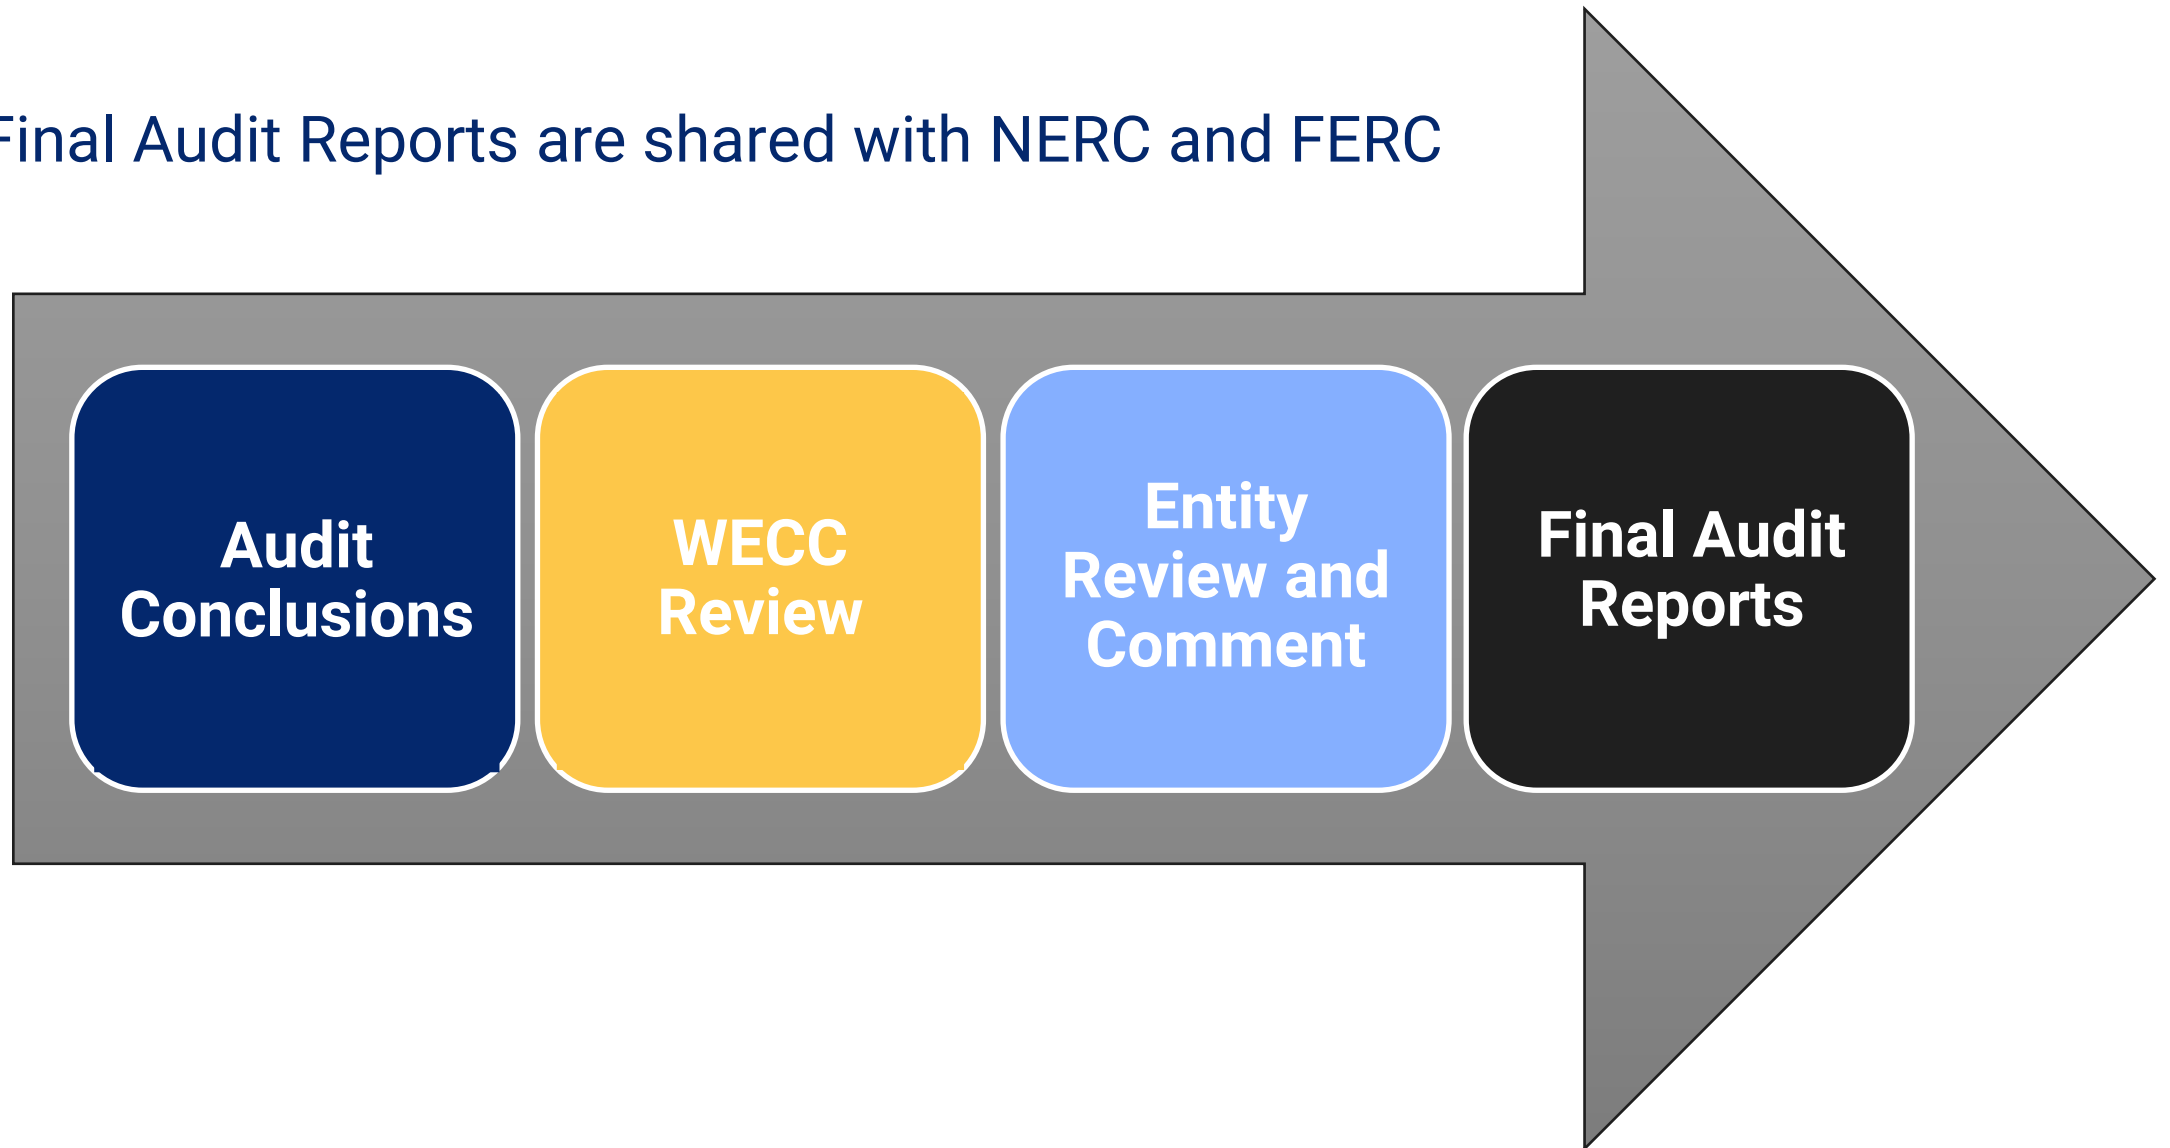 Final Audit Reports are shared with NERC and FERC
Audit
Conclusions
WECC
Review
Entity
Review and
Comment
Final Audit
Reports